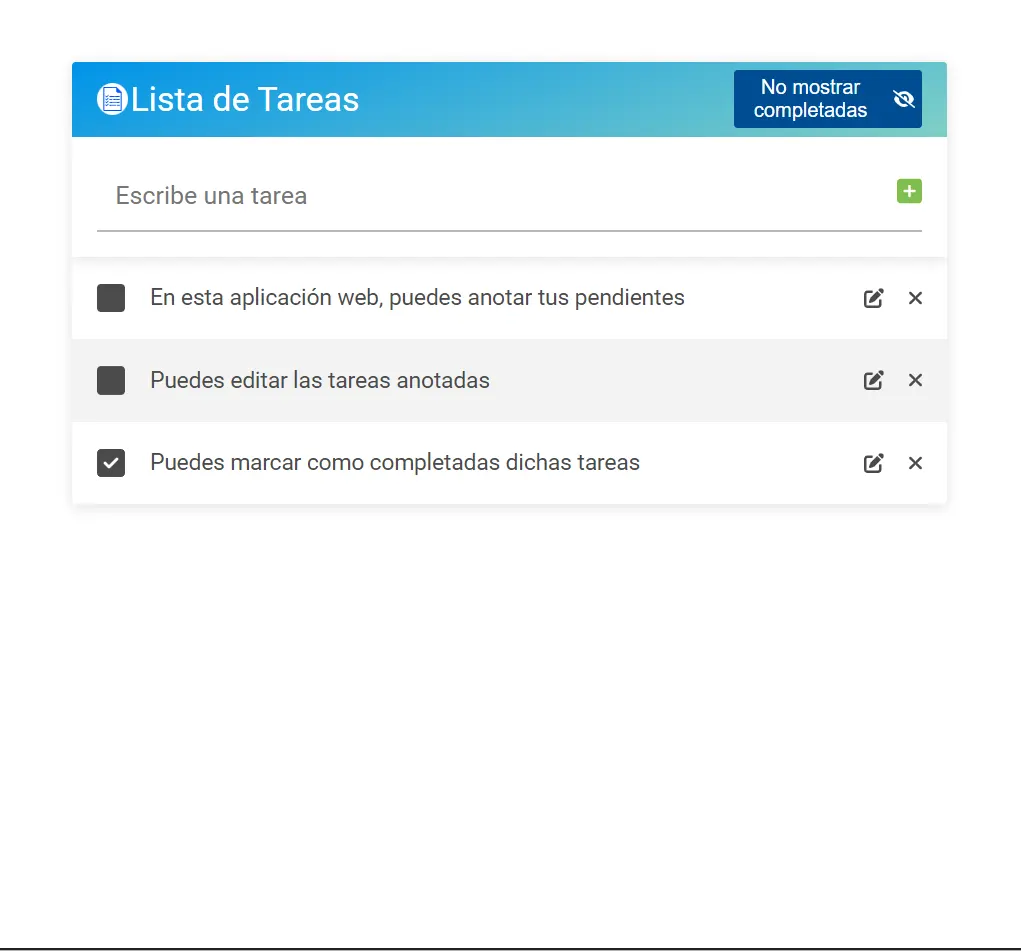 Lista de Tareas
No mostrar
completadas
Escribe una tarea
En esta aplicación web, puedes anotar tus pendientes
Puedes editar las tareas anotadas
Puedes marcar como completadas dichas tareas